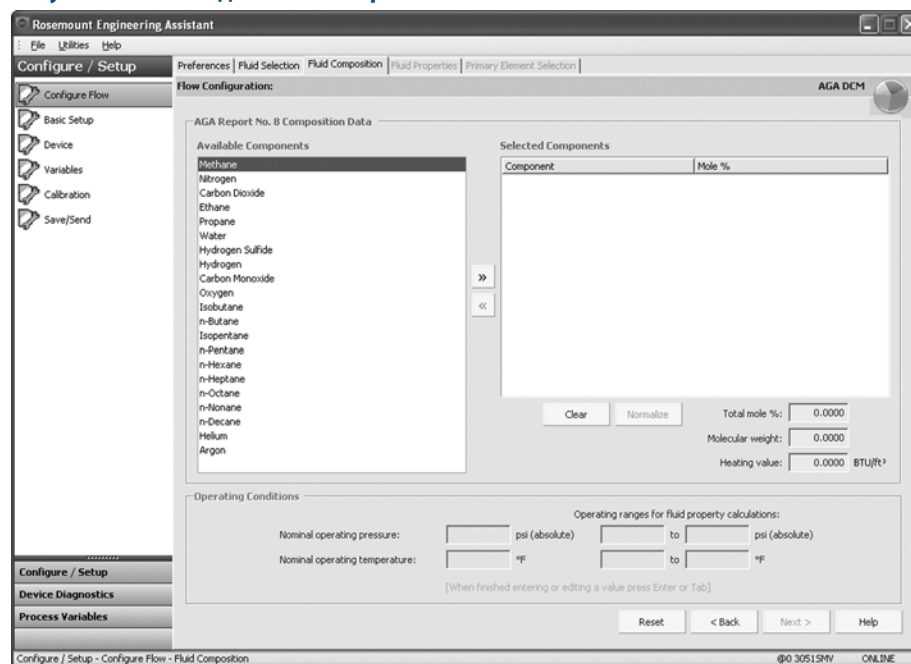 Rosemount Engineering Assistant
File Utilities Help
Configure / Setup
Preferences Fluid Selection Fluid Composition Fluid Properties Primary Element Selection
Configure Flow
Basic Setup
Device
Variables
Calibration
Save/Send
Flow Configuration: AGA DCM
AGA Report No. 8 Composition Data
Available Components
Methane
Nitrogen
Carbon Dioxide
Ethane
Propane
Water
Hydrogen Sulfide
Hydrogen
Carbon Monoxide
Oxygen
Isobutane
n-Butane
Isopentane
n-Pentane
n-Hexane
n-Heptane
n-Octane
n-Nonane
n-Decane
Helium
Argon
»
«
Selected Components
Component Mole %
Clear Normalize Total mole %: 0.0000
Molecular weight: 0.0000
Heating value: 0.0000 BTU/ft³
Operating Conditions
Operating ranges for fluid property calculations:
Nominal operating pressure: psi (absolute) to psi (absolute)
Nominal operating temperature: °F to °F
[When finished entering or editing a value press Enter or Tab]
Reset < Back Next > Help
Configure / Setup
Device Diagnostics
Process Variables
Configure / Setup - Configure Flow - Fluid Composition @0 3051SMV ONLINE